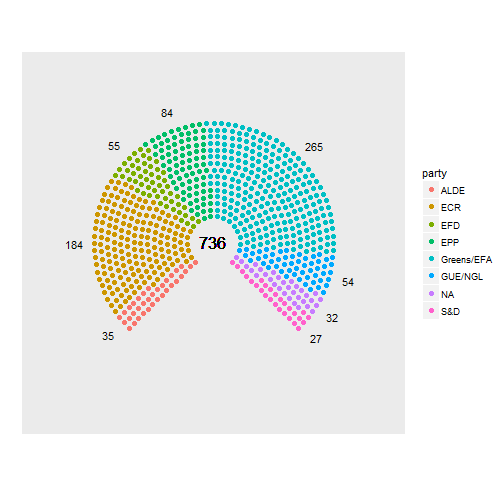 84
55
265
184
736
54
32
35
27
party
ALDE
ECR
EFD
EPP
Greens/EFA
GUE/NGL
NA
S&D